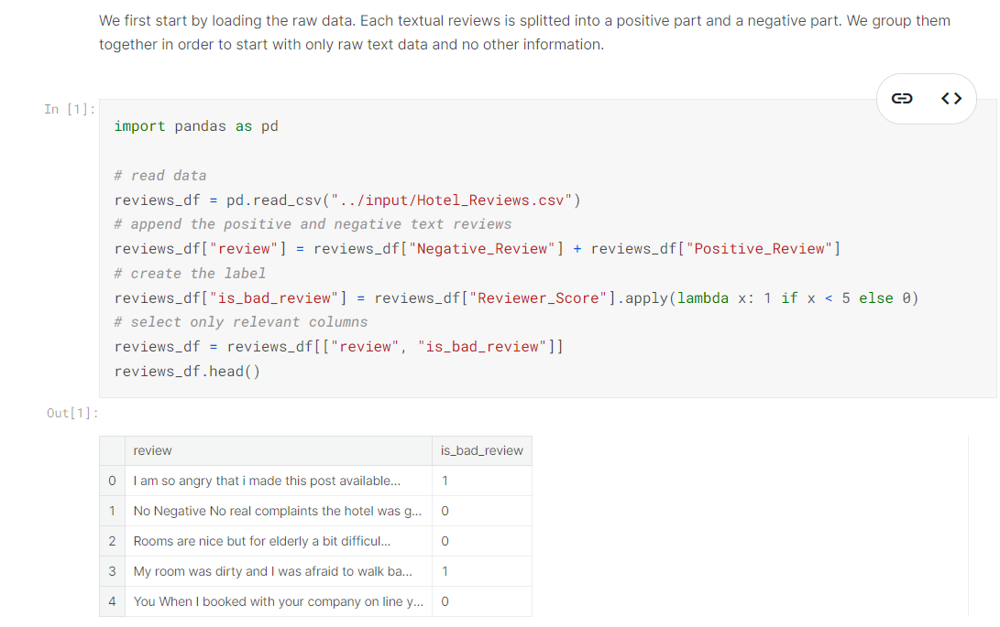 We first start by loading the raw data. Each textual reviews is splitted into a positive part and a negative part. We group them
together in order to start with only raw text data and no other information.
In [1]:
import pandas as pd
# read data
reviews_df = pd.read_csv("../input/Hotel_Reviews.csv")
# append the positive and negative text reviews
reviews_df["review"] = reviews_df["Negative_Review"] + reviews_df["Positive_Review"]
# create the label
reviews_df["is_bad_review"] = reviews_df["Reviewer_Score"].apply(lambda x: 1 if x < 5 else 0)
# select only relevant columns
reviews_df = reviews_df[["review", "is_bad_review"]]
reviews_df.head()
Out[1]:
review is_bad_review
0 I am so angry that i made this post available... 1
1 No Negative No real complaints the hotel was g... 0
2 Rooms are nice but for elderly a bit difficul... 0
3 My room was dirty and I was afraid to walk ba... 1
4 You When I booked with your company on line y... 0